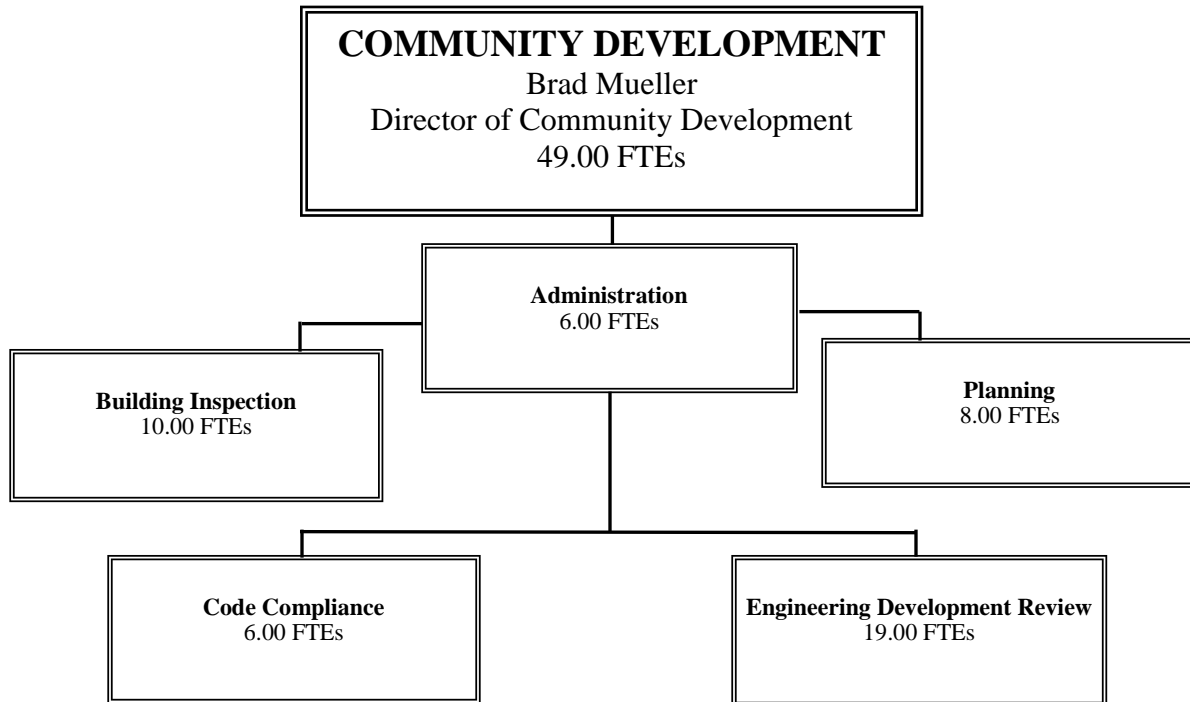 COMMUNITY DEVELOPMENT
Brad Mueller
Director of Community Development
49.00 FTEs
Administration
6.00 FTEs
Building Inspection
10.00 FTEs
Planning
8.00 FTEs
Code Compliance
6.00 FTEs
Engineering Development Review
19.00 FTEs